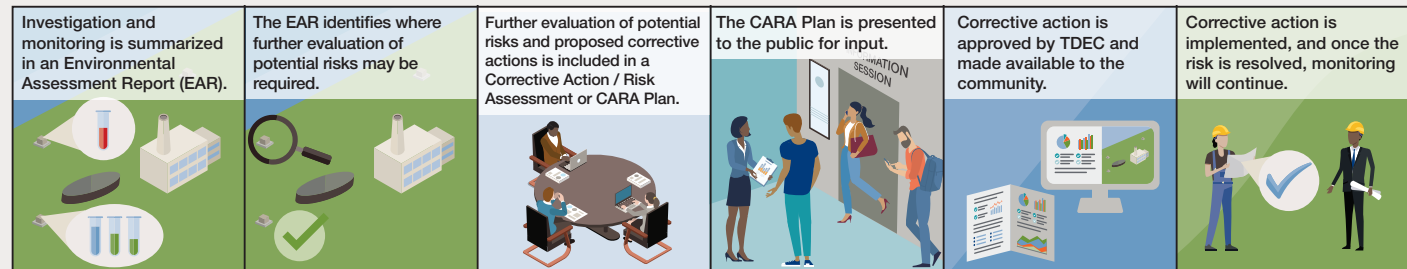 Investigation and
monitoring is summarized
in an Environmental
Assessment Report (EAR).
The EAR identifies where
further evaluation of
potential risks may be
required.
Further evaluation of potential
risks and proposed corrective
actions is included in a
Corrective Action / Risk
Assessment or CARA Plan.
The CARA Plan is presented
to the public for input.
MATION
SESSION
Corrective action is
approved by TDEC and
made available to the
community.
Corrective action is
implemented, and once the
risk is resolved, monitoring
will continue.